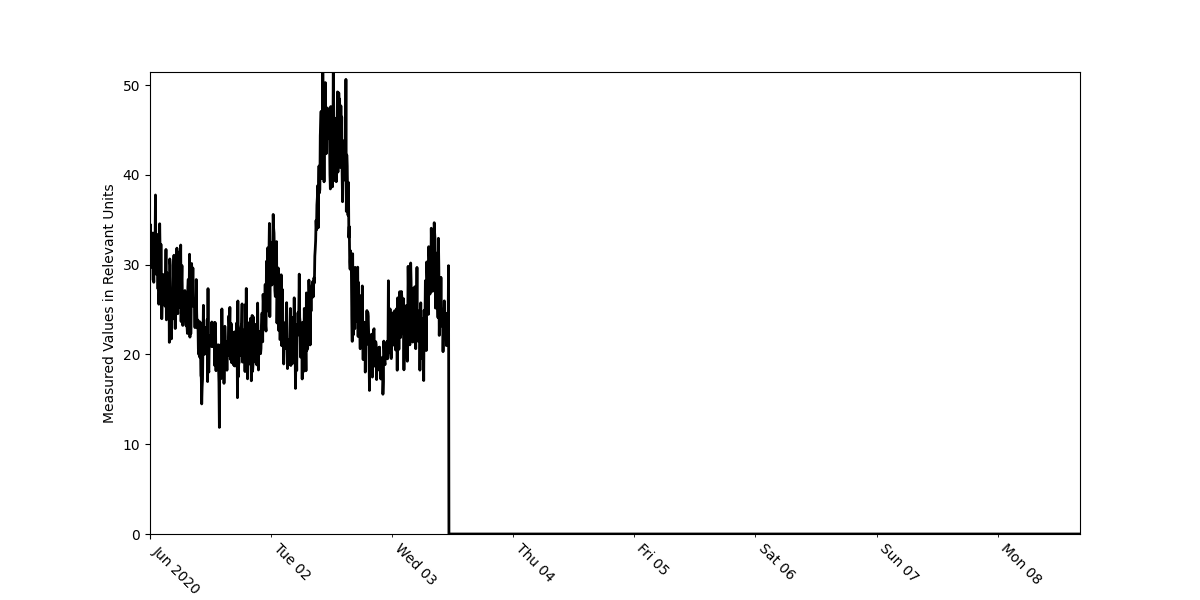 Measured Values in Relevant Units
50
40
30
20
10
0
Jun 2020
Tue 02
Wed 03
Thu 04
Fri 05
Sat 06
Sun 07
Mon 08